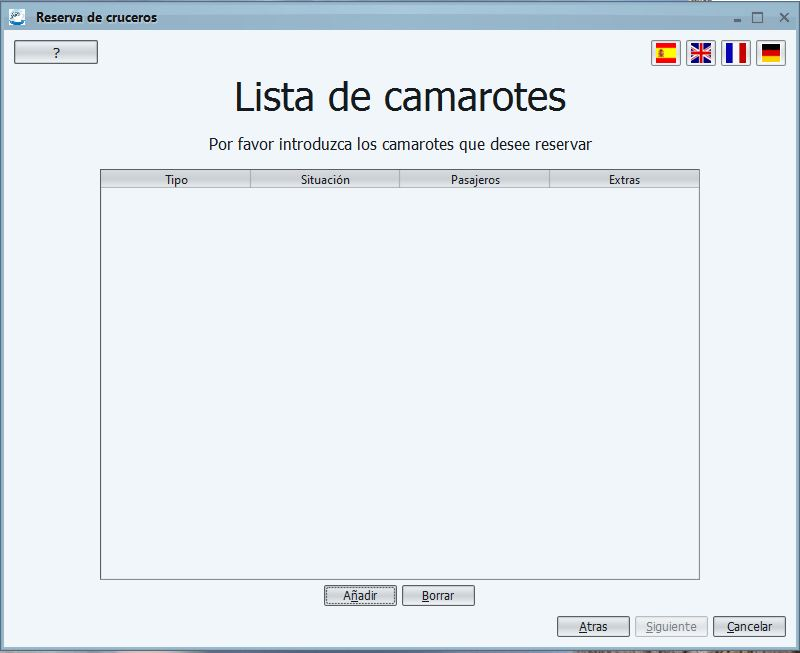 Reserva de cruceros
?
Lista de camarotes
Por favor introduzca los camarotes que desee reservar
Tipo Situación Pasajeros Extras
Añadir Borrar
Atras Siguiente Cancelar